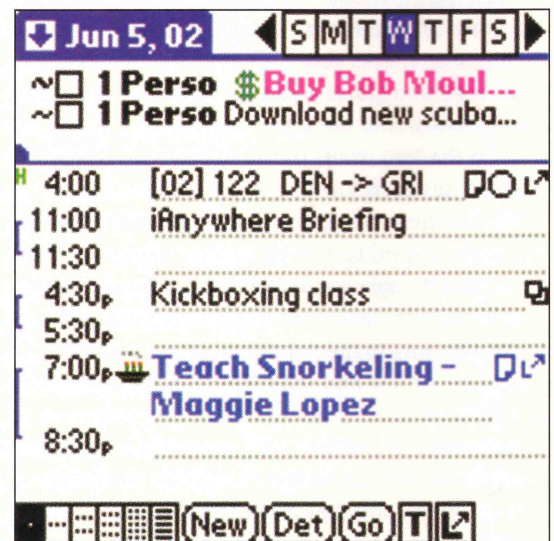 Jun 5, 02 S M T W T F S
~ 1 Perso $Buy Bob Moul...
~ 1 Perso Download new scuba...
H 4:00 [02] 122 DEN -> GRI
11:00 iAnywhere Briefing
11:30
4:30p Kickboxing class
5:30p
7:00p Teach Snorkeling -
Maggie Lopez
8:30p
New Det Go T